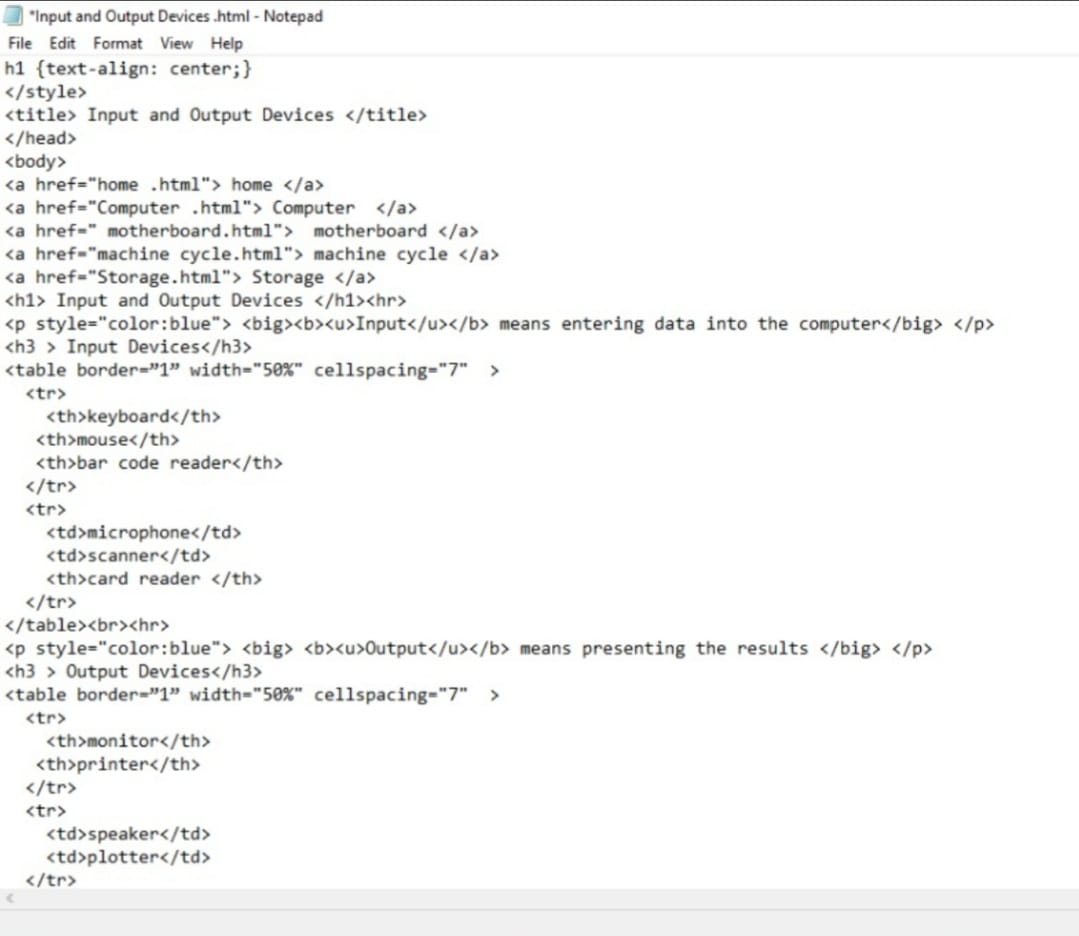 *Input and Output Devices .html - Notepad
File Edit Format View Help
h1 {text-align: center;}
</style>
<title> Input and Output Devices </title>
</head>
<body>
<a href="home .html"> home </a>
<a href="Computer .html"> Computer  </a>
<a href=" motherboard.html">  motherboard </a>
<a href="machine cycle.html"> machine cycle </a>
<a href="Storage.html"> Storage </a>
<h1> Input and Output Devices </h1><hr>
<p style="color:blue"> <big><b><u>Input</u></b> means entering data into the computer</big> </p>
<h3 > Input Devices</h3>
<table border=”1” width="50%" cellspacing="7"  >
  <tr>
    <th>keyboard</th>
   <th>mouse</th>
   <th>bar code reader</th>
  </tr>
  <tr>
    <td>microphone</td>
    <td>scanner</td>
    <th>card reader </th>
  </tr>
</table><br><hr>
<p style="color:blue"> <big> <b><u>Output</u></b> means presenting the results </big> </p>
<h3 > Output Devices</h3>
<table border=”1” width="50%" cellspacing="7"  >
  <tr>
    <th>monitor</th>
   <th>printer</th>
  </tr>
  <tr>
    <td>speaker</td>
    <td>plotter</td>
  </tr>